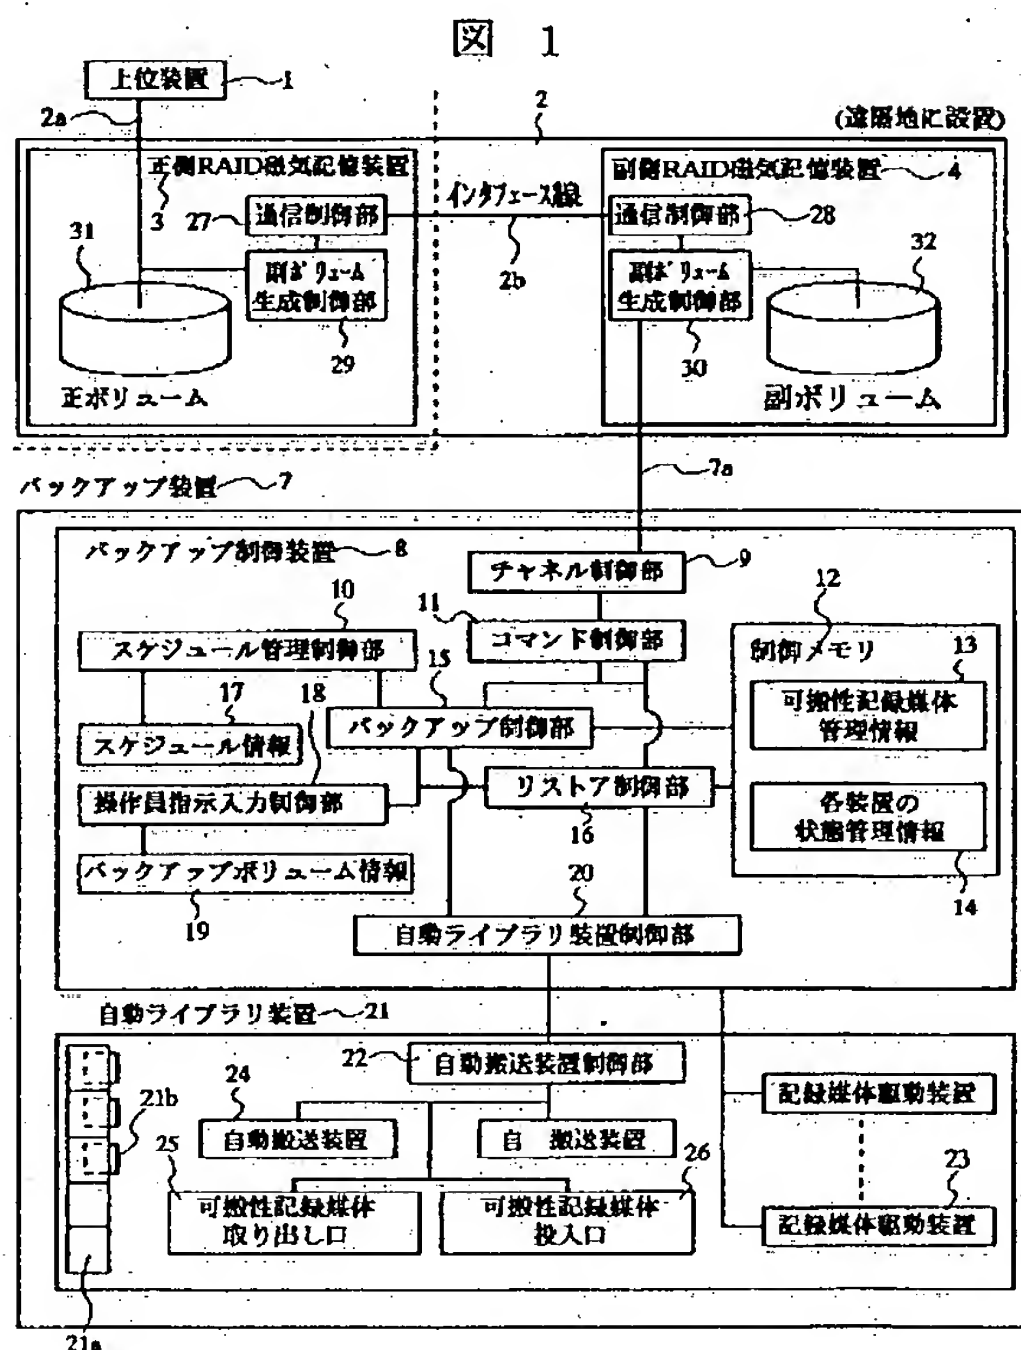 図 1
上位装置
1
2a
2
(遠隔地に設置)
正側RAID磁気記憶装置
3
副側RAID磁気記憶装置
4
インタフェース線
27
通信制御部
通信制御部
28
31
32
2b
副ボリューム
生成制御部
副ボリューム
生成制御部
29
30
正ボリューム
副ボリューム
7a
バックアップ装置
7
バックアップ制御装置
8
チャネル制御部
9
10
11
12
スケジュール管理制御部
コマンド制御部
制御メモリ
13
15
可搬性記録媒体
管理情報
17
18
スケジュール情報
バックアップ制御部
操作員指示入力制御部
リストア制御部
16
各装置の
状態管理情報
14
バックアップボリューム情報
19
20
自動ライブラリ装置制御部
自動ライブラリ装置
21
22
自動搬送装置制御部
21b
24
自動搬送装置
自 搬送装置
記録媒体駆動装置
25
26
23
可搬性記録媒体
取り出し口
可搬性記録媒体
投入口
記録媒体駆動装置
21a